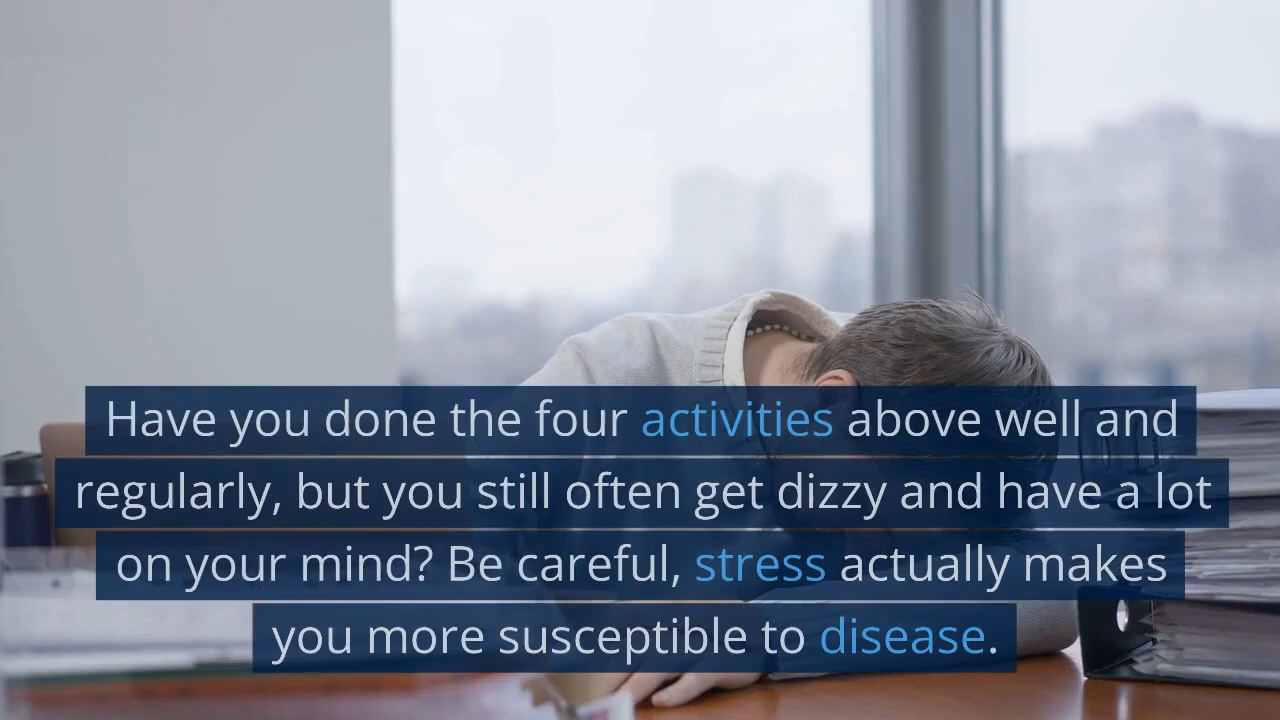 Have you done the four activities above well and
regularly, but you still often get dizzy and have a lot
on your mind? Be careful, stress actually makes
you more susceptible to disease.